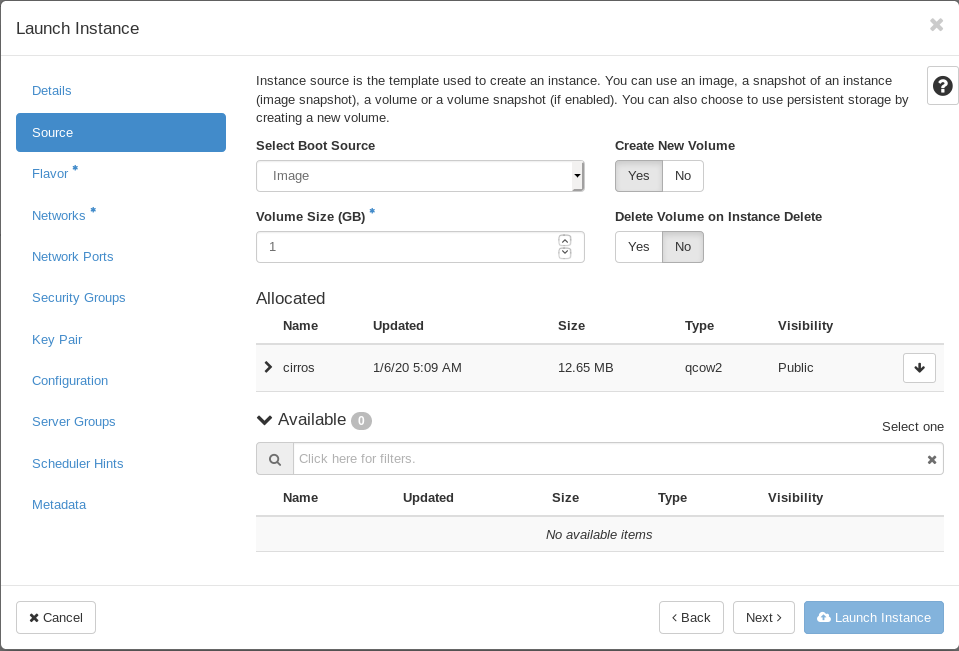 Launch Instance
Details
Source
Flavor *
Networks *
Network Ports
Security Groups
Key Pair
Configuration
Server Groups
Scheduler Hints
Metadata
Instance source is the template used to create an instance. You can use an image, a snapshot of an instance
(image snapshot), a volume or a volume snapshot (if enabled). You can also choose to use persistent storage by
creating a new volume.
Select Boot Source
Image
Create New Volume
Yes No
Volume Size (GB) *
1
Delete Volume on Instance Delete
Yes No
Allocated
Name Updated Size Type Visibility
cirros 1/6/20 5:09 AM 12.65 MB qcow2 Public
Available 0
Select one
Click here for filters.
Name Updated Size Type Visibility
No available items
Cancel
< Back
Next >
Launch Instance